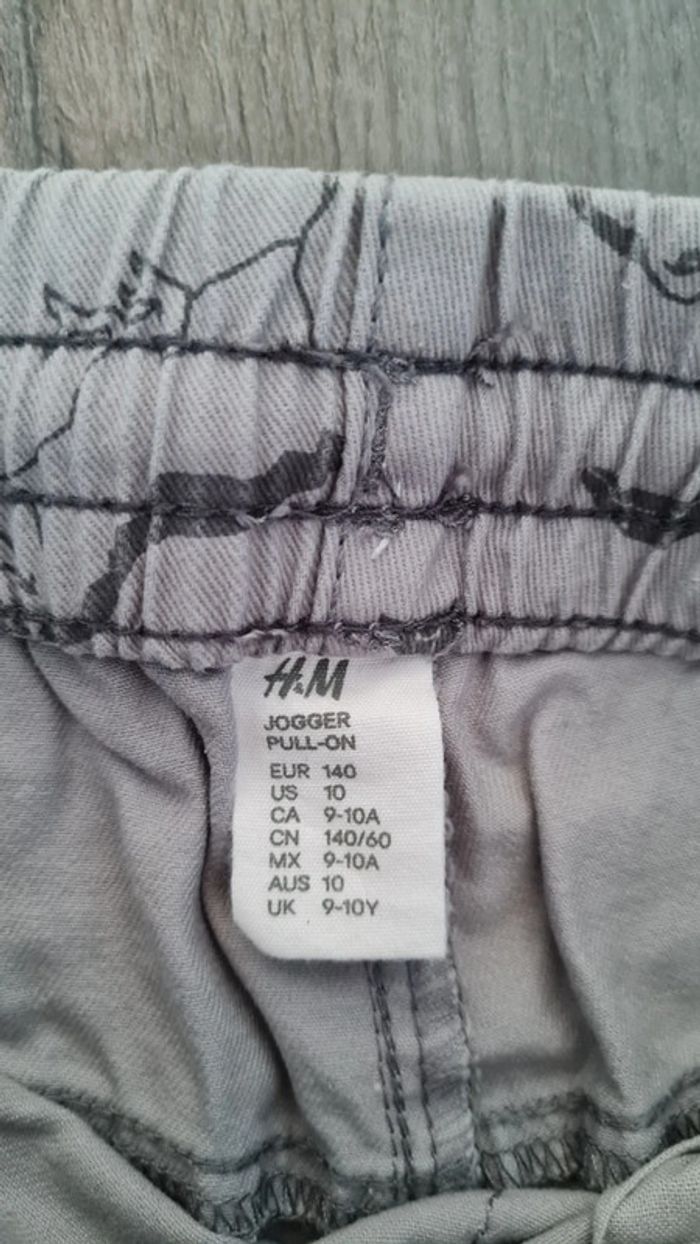 H&M
JOGGER
PULL-ON
EUR 140
US 10
CA 9-10A
CN 140/60
MX 9-10A
AUS 10
UK 9-10Y